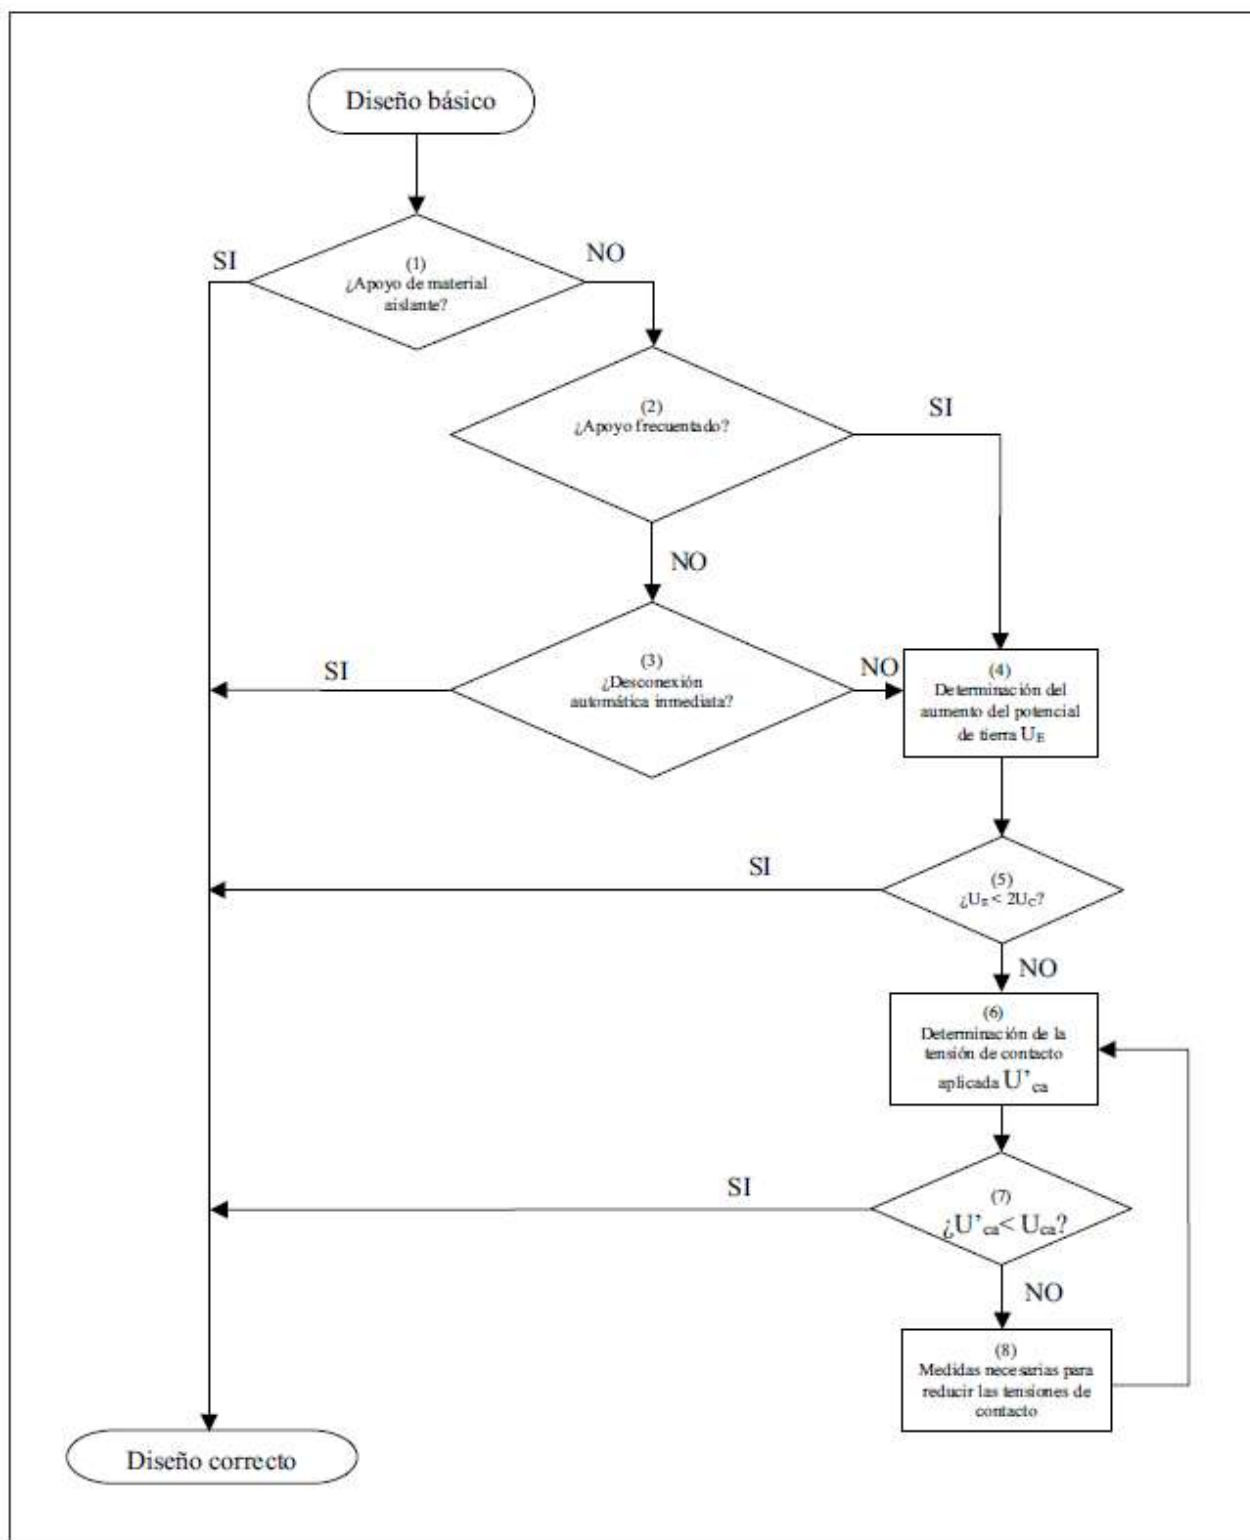 Diseño básico
SI
NO
(1)
¿Apoyo de material
aislante?
(2)
¿Apoyo frecuentado?
SI
NO
SI
(3)
¿Desconexión
automática inmediata?
NO
(4)
Determinación del
aumento del potencial
de tierra UE
SI
(5)
¿UE < 2UC?
NO
(6)
Determinación de la
tensión de contacto
aplicada U'ca
SI
(7)
¿U'ca< Uca?
NO
(8)
Medidas necesarias para
reducir las tensiones de
contacto
Diseño correcto